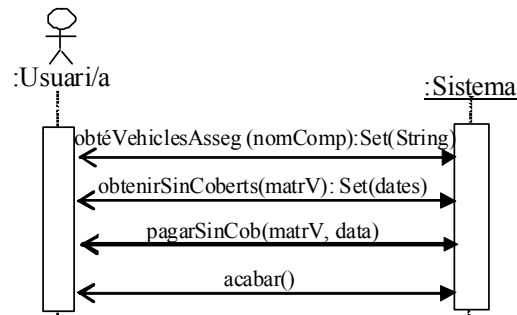 :Usuari/a
:Sistema
obtéVehiclesAsseg (nomComp):Set(String)
obtenirSinCoberts(matrV): Set(dates)
pagarSinCob(matrV, data)
acabar()